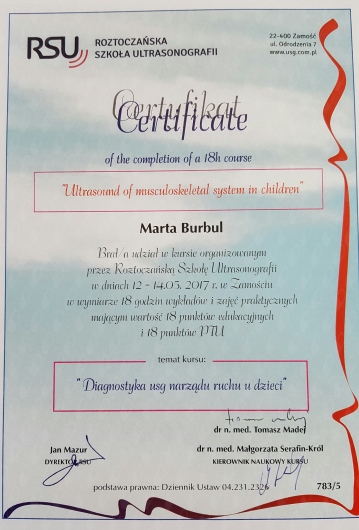 RSU ROZTOCZAŃSKA
SZKOŁA ULTRASONOGRAFII
22-400 Zamość
ul. Odrodzenia 7
www.usg.com.pl
Certyfikat
Certificate
of the completion of a 18h course
"Ultrasound of musculoskeletal system in children"
Marta Burbul
Brał/a udział w kursie organizowanym
przez Roztoczańską Szkołę Ultrasonografii
w dniach 12 - 14.05. 2017 r. w Zamościu
w wymiarze 18 godzin wykładów i zajęć praktycznych
mającym wartość 18 punktów edukacyjnych
i 18 punktów PTU
temat kursu:
"Diagnostyka usg narządu ruchu u dzieci"
dr n. med. Tomasz Madej
Jan Mazur
DYREKTOR RSU
dr n. med. Małgorzata Serafin-Król
KIEROWNIK NAUKOWY KURSU
podstawa prawna: Dziennik Ustaw 04.231.2326
783/5